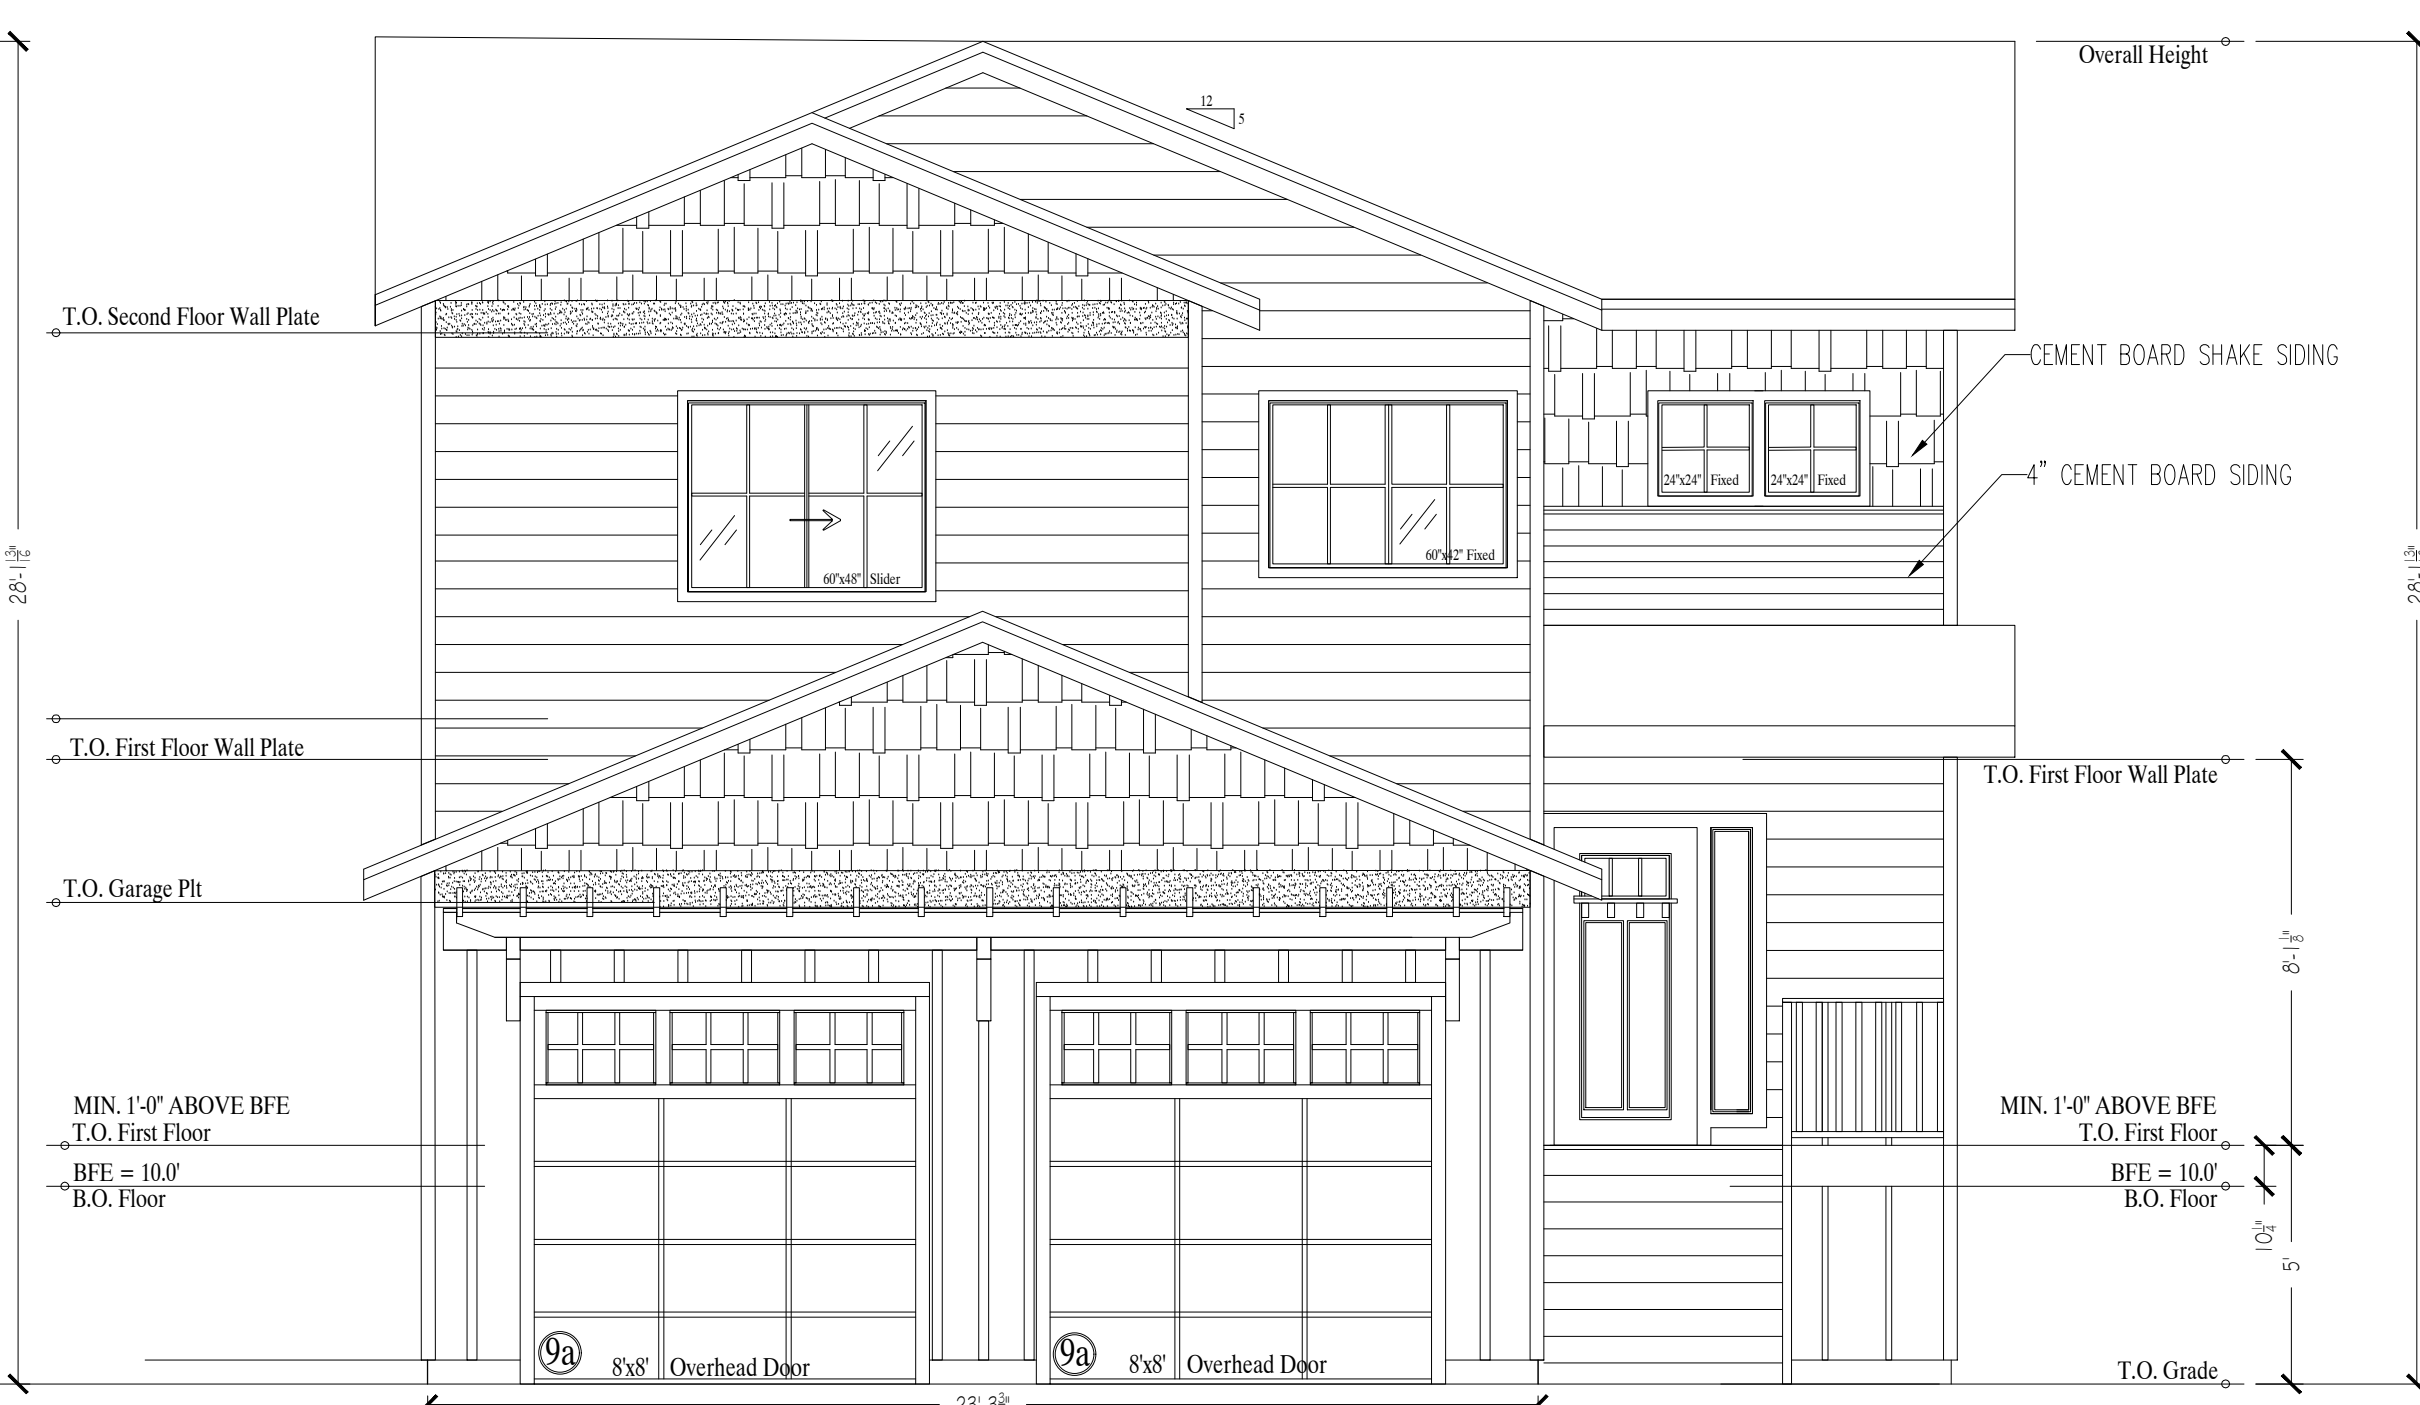 Overall Height
12
5
T.O. Second Floor Wall Plate
CEMENT BOARD SHAKE SIDING
4" CEMENT BOARD SIDING
24"x24" Fixed
24"x24" Fixed
60"x42" Fixed
60"x48" Slider
28'-1 3/16"
28'-1 3/16"
T.O. First Floor Wall Plate
T.O. First Floor Wall Plate
T.O. Garage Plt
8'-1 1/8"
MIN. 1'-0" ABOVE BFE
T.O. First Floor
BFE = 10.0'
B.O. Floor
MIN. 1'-0" ABOVE BFE
T.O. First Floor
BFE = 10.0'
B.O. Floor
10 1/4"
5'
9a
8'x8' Overhead Door
9a
8'x8' Overhead Door
T.O. Grade